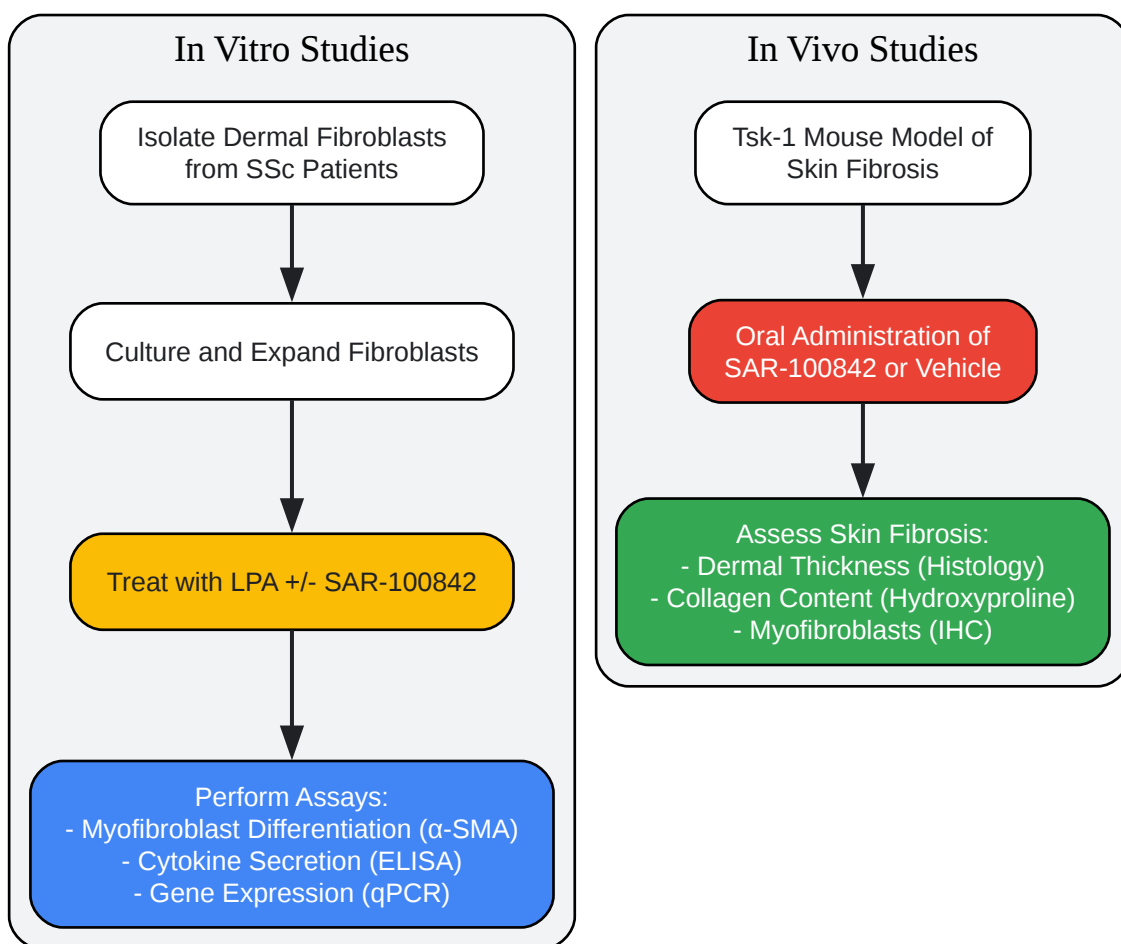 In Vitro Studies
Isolate Dermal Fibroblasts
from SSc Patients
Culture and Expand Fibroblasts
Treat with LPA +/- SAR-100842
Perform Assays:
- Myofibroblast Differentiation (α-SMA)
- Cytokine Secretion (ELISA)
- Gene Expression (qPCR)
In Vivo Studies
Tsk-1 Mouse Model of
Skin Fibrosis
Oral Administration of
SAR-100842 or Vehicle
Assess Skin Fibrosis:
- Dermal Thickness (Histology)
- Collagen Content (Hydroxyproline)
- Myofibroblasts (IHC)